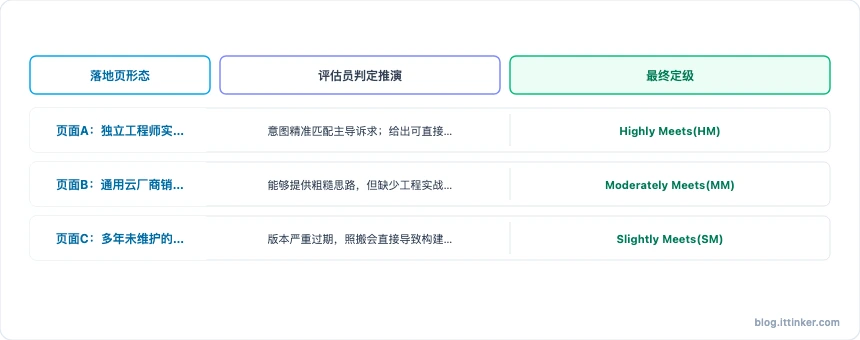 落地页形态 评估员判定推演 最终定级
页面A：独立工程师实... 意图精准匹配主导诉求；给出可直接... Highly Meets(HM)
页面B：通用云厂商销... 能够提供粗糙思路，但缺少工程实战... Moderately Meets(MM)
页面C：多年未维护的... 版本严重过期，照搬会直接导致构建... Slightly Meets(SM)
blog.ittinker.com